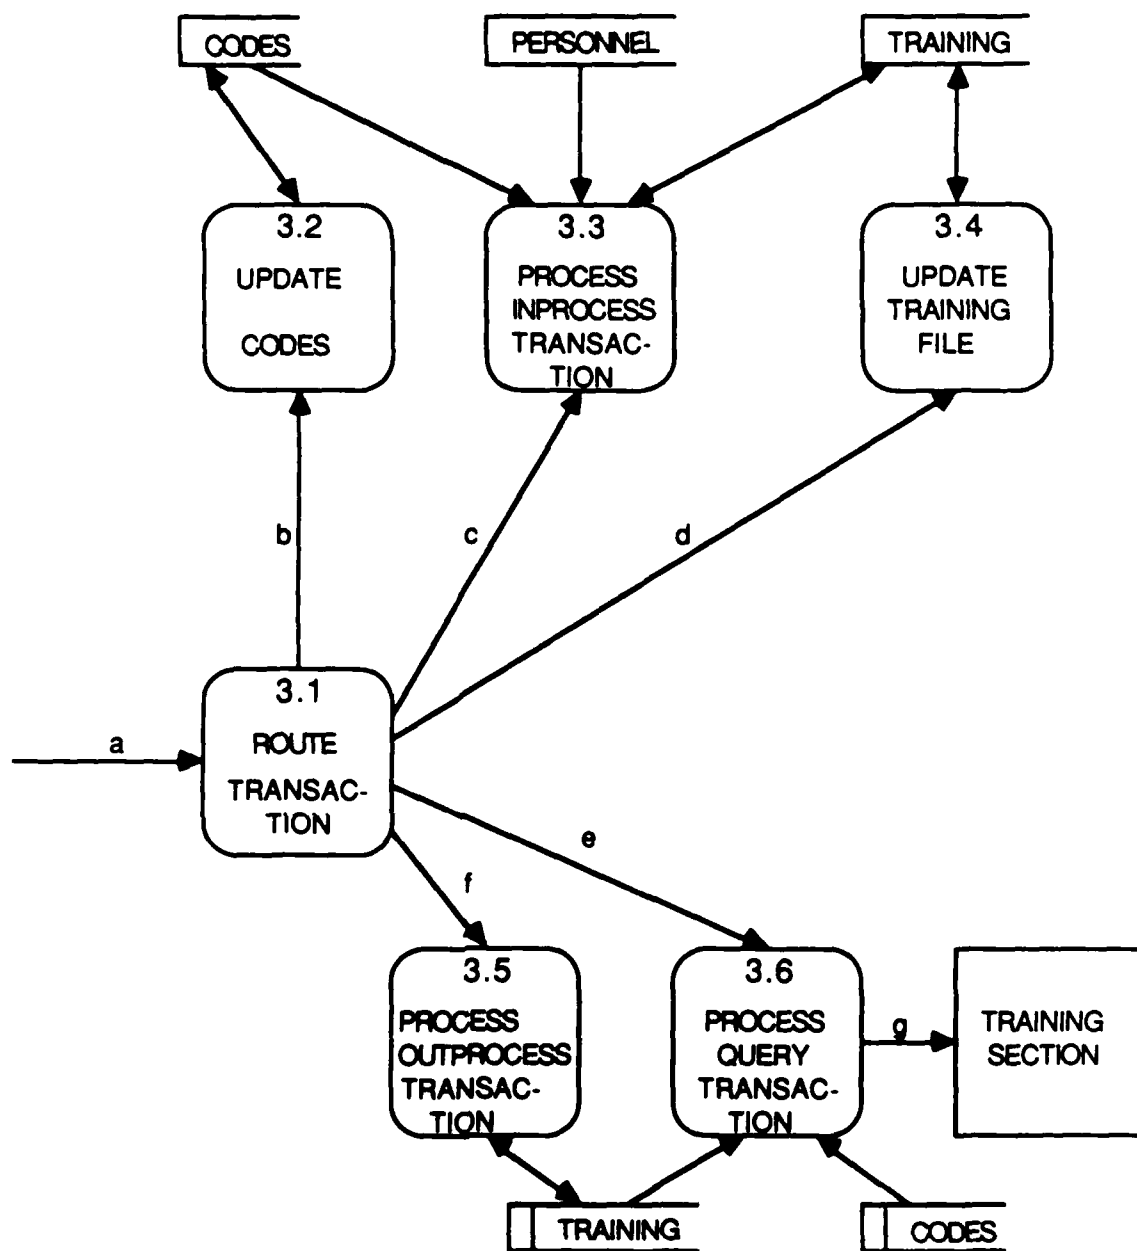 CODES
PERSONNEL
TRAINING
3.2
UPDATE
CODES
3.3
PROCESS
INPROCESS
TRANSAC-
TION
3.4
UPDATE
TRAINING
FILE
b
c
d
a
3.1
ROUTE
TRANSAC-
TION
e
f
3.5
PROCESS
OUTPROCESS
TRANSAC-
TION
3.6
PROCESS
QUERY
TRANSAC-
TION
g
TRAINING
SECTION
TRAINING
CODES